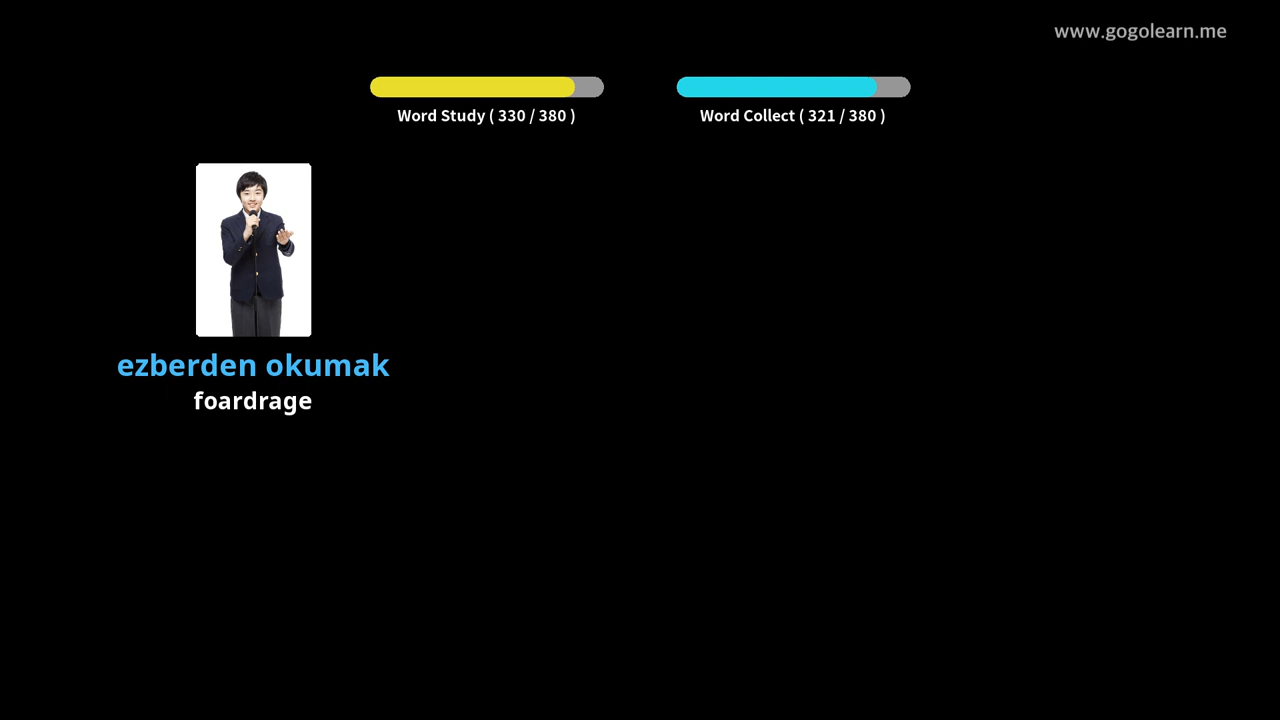 www.gogolearn.me
Word Study ( 330 / 380 )
Word Collect ( 321 / 380 )
ezberden okumak
foardrage